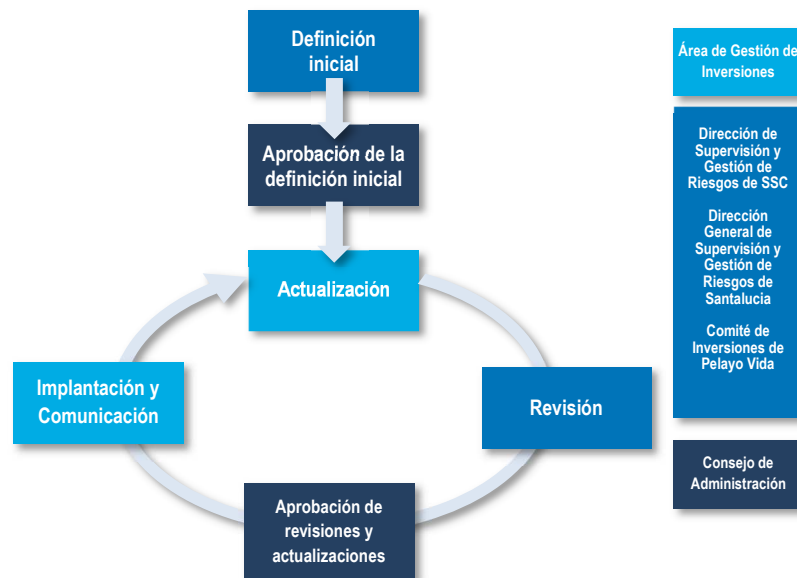 Definición
inicial
Aprobación de la
definición inicial
Actualización
Implantación y
Comunicación
Revisión
Aprobación de
revisiones y
actualizaciones
Área de Gestión de
Inversiones
Dirección de
Supervisión y
Gestión de
Riesgos de SSC
Dirección
General de
Supervisión y
Gestión de
Riesgos de
Santalucia
Comité de
Inversiones de
Pelayo Vida
Consejo de
Administración